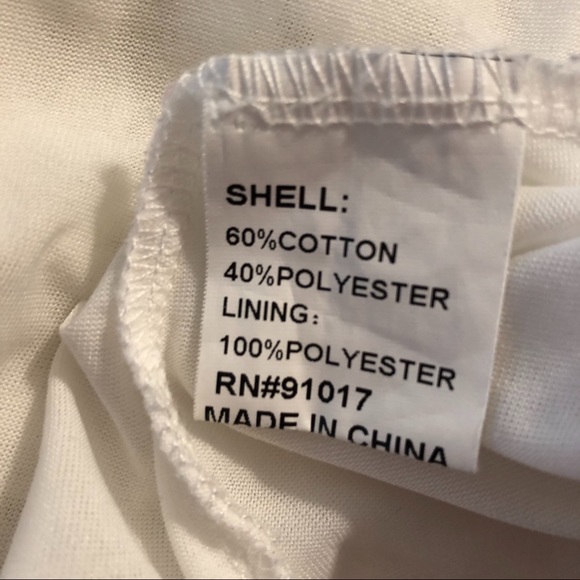 SHELL:
60%COTTON
40%POLYESTER
LINING:
100%POLYESTER
RN#91017
MADE IN CHINA